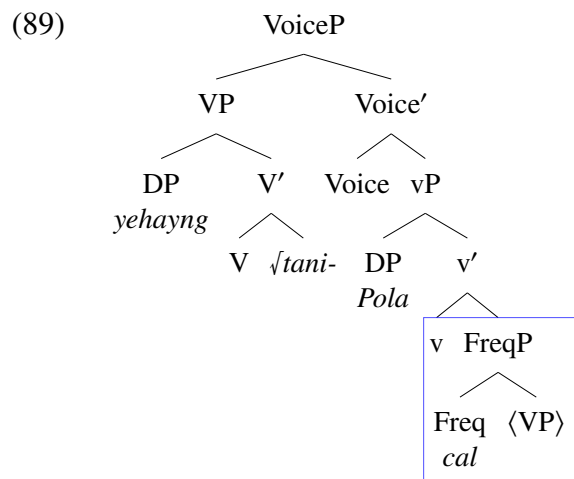 (89) VoiceP
VP Voice′
DP V′ Voice vP
yehayng
V √tani- DP v′
Pola
v FreqP
Freq ⟨VP⟩
cal